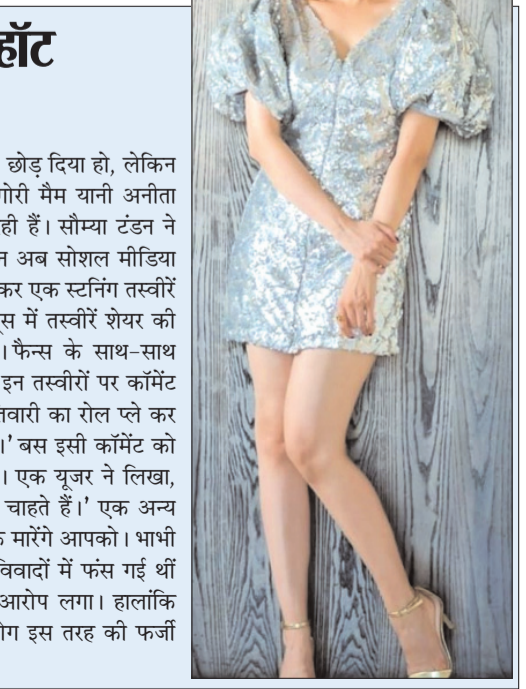 हॉट
छोड़ दिया हो, लेकिन
गोरी मैम यानी अनीता
ही हैं। सौम्या टंडन ने
न अब सोशल मीडिया
कर एक स्टनिंग तस्वीरें
में तस्वीरें शेयर की
। फैन्स के साथ-साथ
इन तस्वीरों पर कॉमेंट
तवारी का रोल प्ले कर
।' बस इसी कॉमेंट को
। एक यूजर ने लिखा,
चाहते हैं।' एक अन्य
मारेंगे आपको। भाभी
विवादों में फंस गई थीं
आरोप लगा। हालांकि
ोग इस तरह की फर्जी